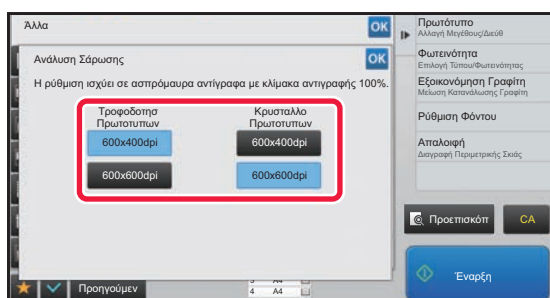 Άλλα
OK
Ανάλυση Σάρωσης
OK
Η ρύθμιση ισχύει σε ασπρόμαυρα αντίγραφα με κλίμακα αντιγραφής 100%.
Τροφοδοτησ
Πρωτοτυπων
Κρυσταλλο
Πρωτοτυπων
600x400dpi
600x400dpi
600x600dpi
600x600dpi
Προηγούμεν
4 A4
Πρωτότυπο
Αλλαγή Μεγέθους/Διεύθ
Φωτεινότητα
Επιλογή Τύπου/Φωτεινότητας
Εξοικονόμηση Γραφίτη
Μείωση Κατανάλωσης Γραφίτη
Ρύθμιση Φόντου
Απαλοιφή
Διαγραφή Περιμετρικής Σκιάς
Προεπισκόπ
CA
Έναρξη